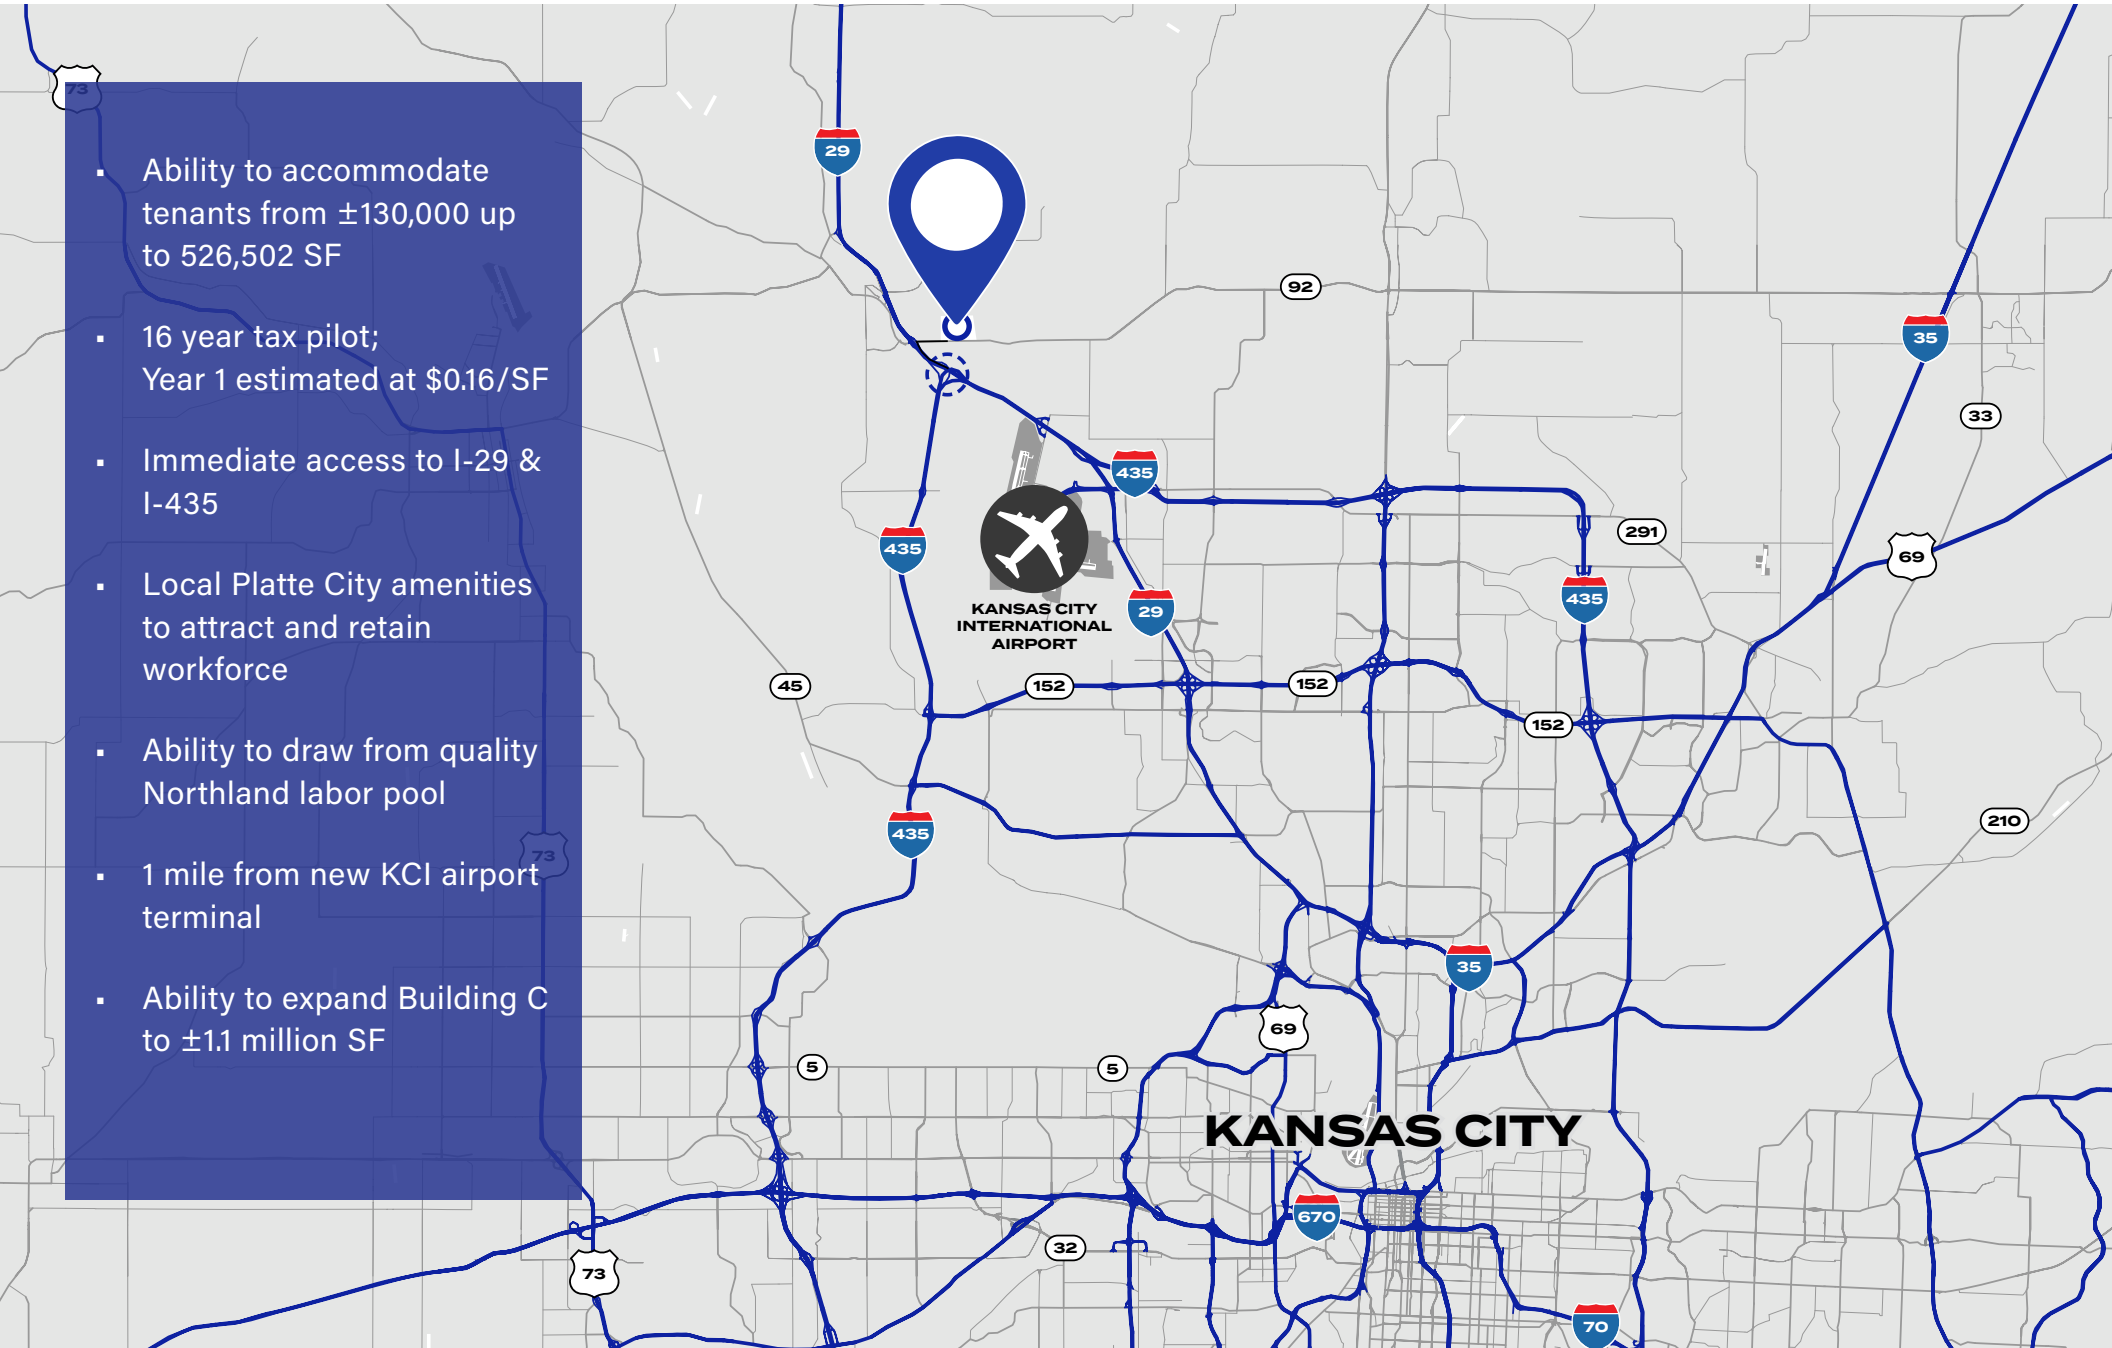 73
▪ Ability to accommodate
tenants from ±130,000 up
to 526,502 SF
▪ 16 year tax pilot;
Year 1 estimated at $0.16/SF
▪ Immediate access to I-29 &
I-435
▪ Local Platte City amenities
to attract and retain
workforce
▪ Ability to draw from quality
Northland labor pool
▪ 1 mile from new KCI airport
terminal
▪ Ability to expand Building C
to ±1.1 million SF
73
73
29
92
35
33
435
435
291
69
435
29
KANSAS CITY
INTERNATIONAL
AIRPORT
45
152
152
152
435
210
35
69
5
5
KANSAS CITY
670
32
70